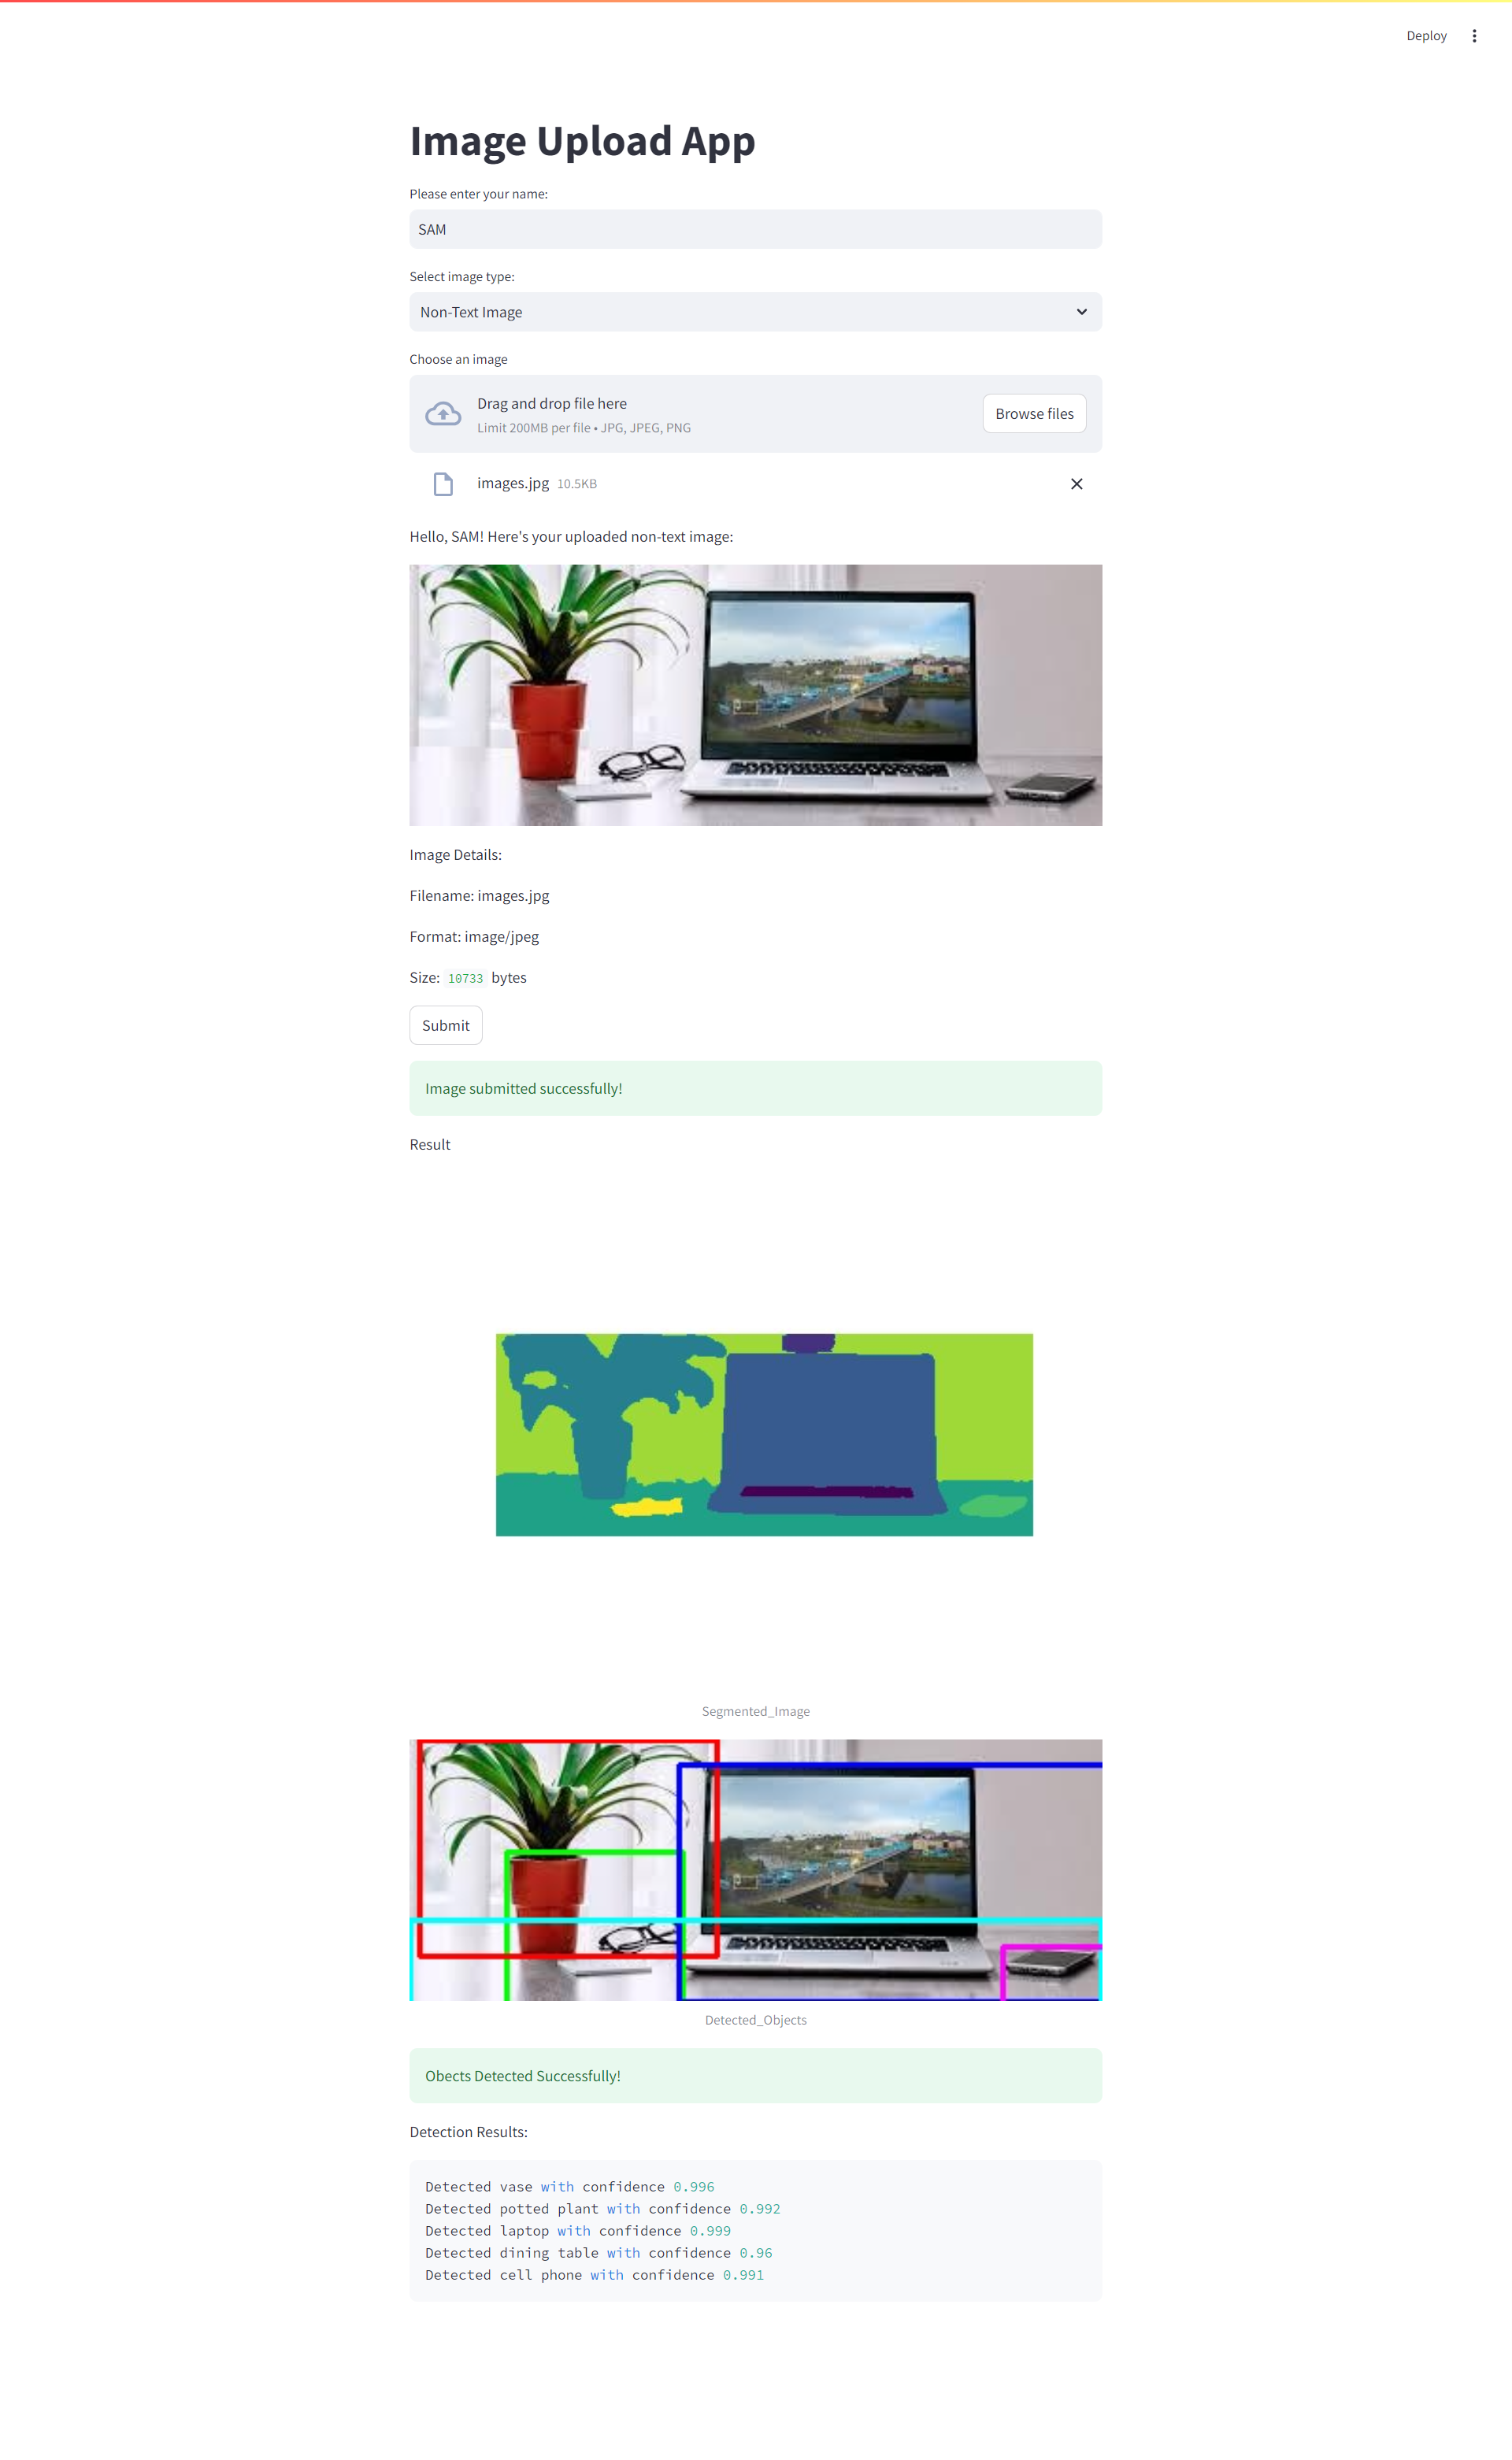 Deploy
Image Upload App
Please enter your name:
SAM
Select image type:
Non-Text Image
Choose an image
Drag and drop file here
Limit 200MB per file • JPG, JPEG, PNG
Browse files
images.jpg 10.5KB
Hello, SAM! Here's your uploaded non-text image:
Image Details:
Filename: images.jpg
Format: image/jpeg
Size: 10733 bytes
Submit
Image submitted successfully!
Result
Segmented_Image
Detected_Objects
Obects Detected Successfully!
Detection Results:
Detected vase with confidence 0.996
Detected potted plant with confidence 0.992
Detected laptop with confidence 0.999
Detected dining table with confidence 0.96
Detected cell phone with confidence 0.991